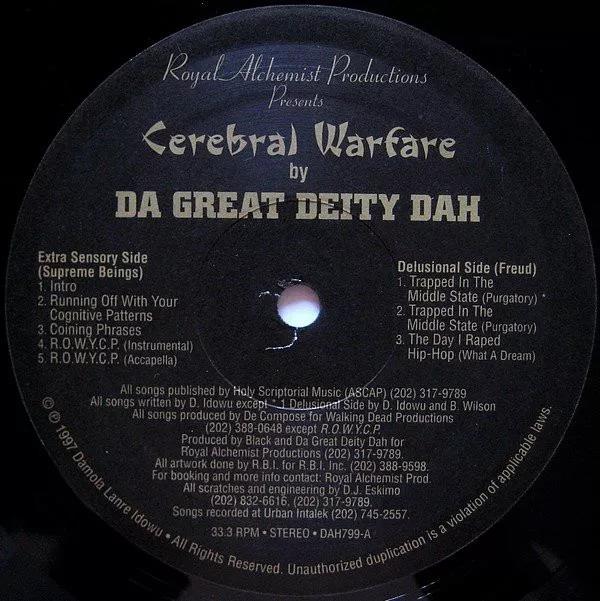 Royal Alchemist Productions
Presents
Cerebral Warfare
by
DA GREAT DEITY DAH
Extra Sensory Side
(Supreme Beings)
1. Intro
2. Running Off With Your
Cognitive Patterns
3. Coining Phrases
4. R.O.W.Y.C.P. (Instrumental)
5. R.O.W.Y.C.P. (Accapella)
Delusional Side (Freud)
1. Trapped In The
Middle State (Purgatory) *
2. Trapped In The
Middle State (Purgatory)
3. The Day I Raped
Hip-Hop (What A Dream)
All songs published by Holy Scriptorial Music (ASCAP) (202) 317-9789
All songs written by D. Idowu except * 1 Delusional Side by D. Idowu and B. Wilson
All songs produced by De Compose for Walking Dead Productions
(202) 388-0648 except R.O.W.Y.C.P.
Produced by Black and Da Great Deity Dah for
Royal Alchemist Productions (202) 317-9789.
All artwork done by R.B.I. for R.B.I. Inc. (202) 388-9598.
For booking and more info contact: Royal Alchemist Prod.
All scratches and engineering by D.J. Eskimo
(202) 832-6616, (202) 317-9789.
Songs recorded at Urban Intalek (202) 745-2557.
33.3 RPM • STEREO • DAH799-A
© ℗ 1997 Damola Lanre Idowu • All Rights Reserved. Unauthorized duplication is a violation of applicable laws.